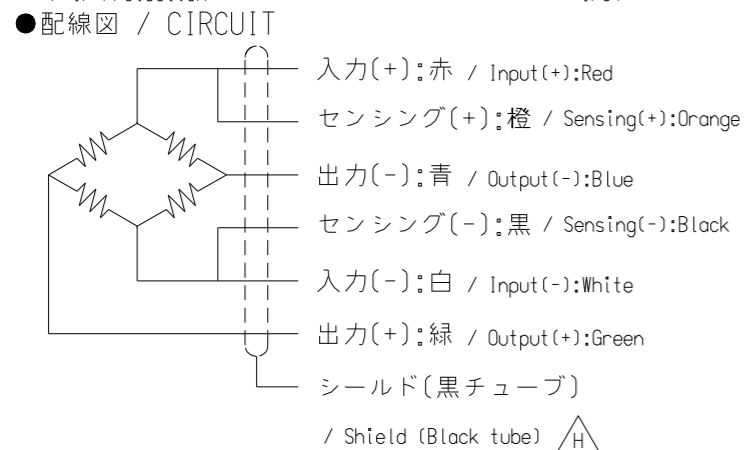 ●配線図 / CIRCUIT
入力(+):赤 / Input(+):Red
センシング(+):橙 / Sensing(+):Orange
出力(-):青 / Output(-):Blue
センシング(-):黒 / Sensing(-):Black
入力(-):白 / Input(-):White
出力(+):緑 / Output(+):Green
シールド(黒チューブ)
/ Shield (Black tube) H